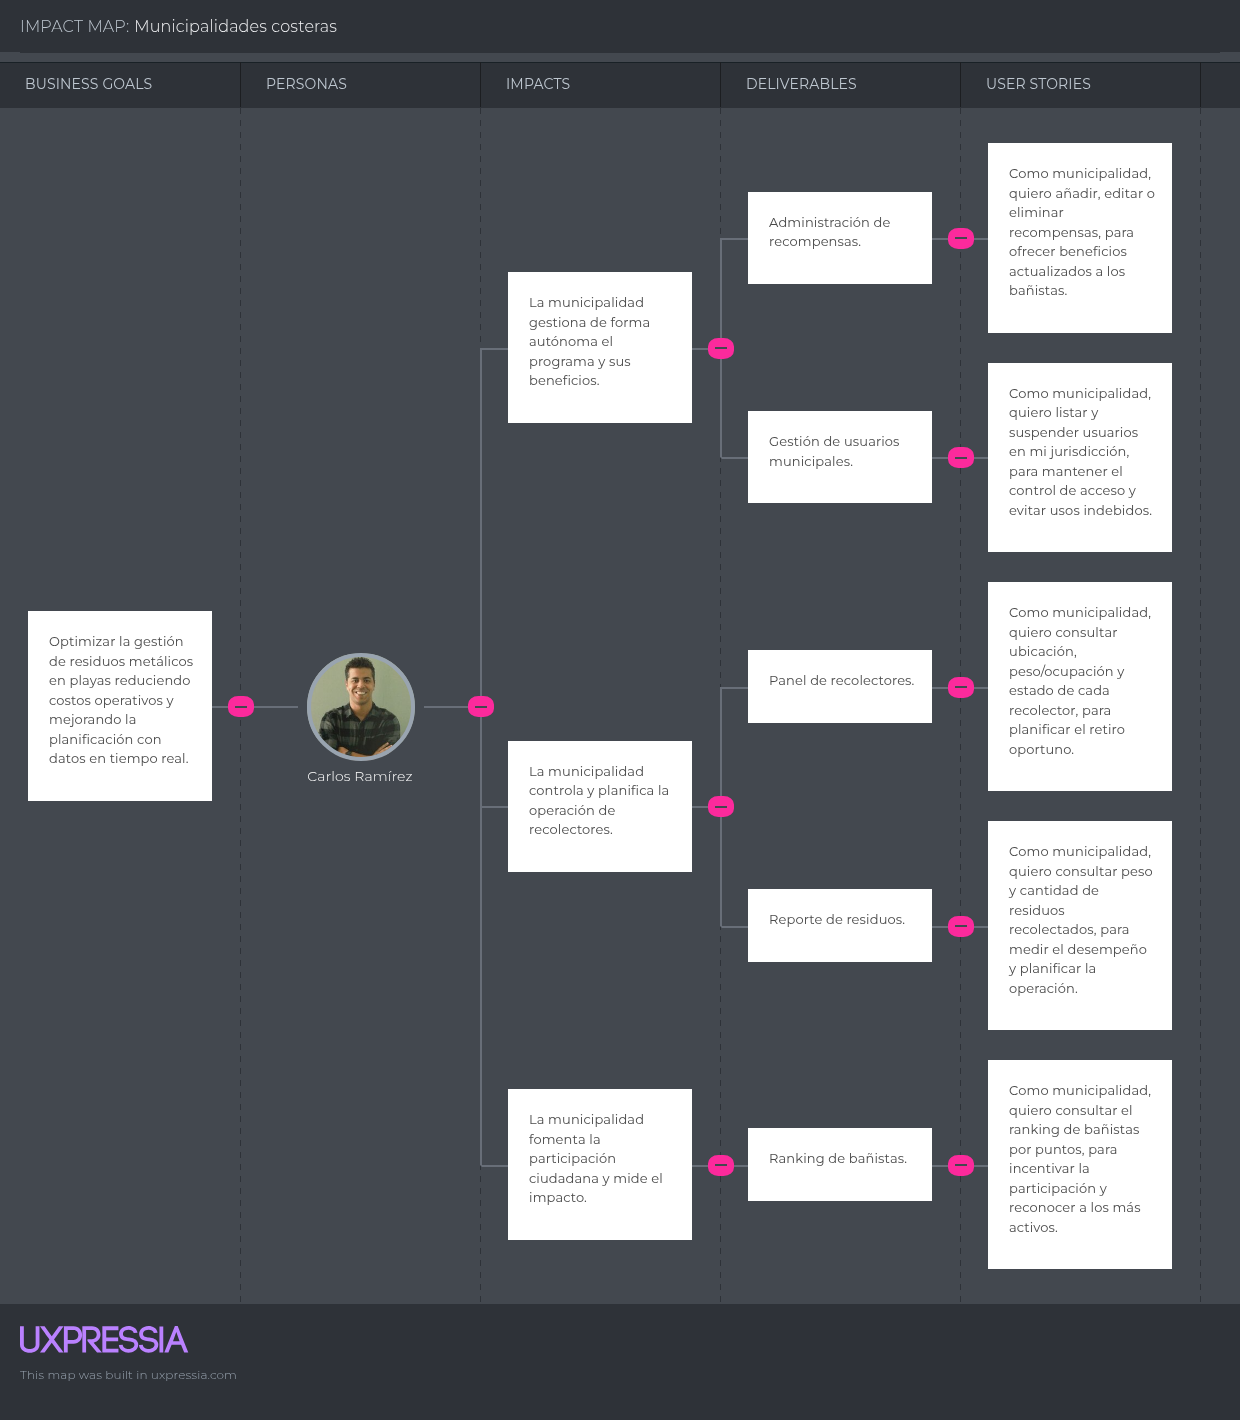 IMPACT MAP: Municipalidades costeras
BUSINESS GOALS
PERSONAS
IMPACTS
DELIVERABLES
USER STORIES
Optimizar la gestión
de residuos metálicos
en playas reduciendo
costos operativos y
mejorando la
planificación con
datos en tiempo real.
Carlos Ramírez
La municipalidad
gestiona de forma
autónoma el
programa y sus
beneficios.
Administración de
recompensas.
Como municipalidad,
quiero añadir, editar o
eliminar
recompensas, para
ofrecer beneficios
actualizados a los
bañistas.
Gestión de usuarios
municipales.
Como municipalidad,
quiero listar y
suspender usuarios
en mi jurisdicción,
para mantener el
control de acceso y
evitar usos indebidos.
La municipalidad
controla y planifica la
operación de
recolectores.
Panel de recolectores.
Como municipalidad,
quiero consultar
ubicación,
peso/ocupación y
estado de cada
recolector, para
planificar el retiro
oportuno.
Reporte de residuos.
Como municipalidad,
quiero consultar peso
y cantidad de
residuos
recolectados, para
medir el desempeño
y planificar la
operación.
La municipalidad
fomenta la
participación
ciudadana y mide el
impacto.
Ranking de bañistas.
Como municipalidad,
quiero consultar el
ranking de bañistas
por puntos, para
incentivar la
participación y
reconocer a los más
activos.
UXPRESSIA
This map was built in uxpressia.com